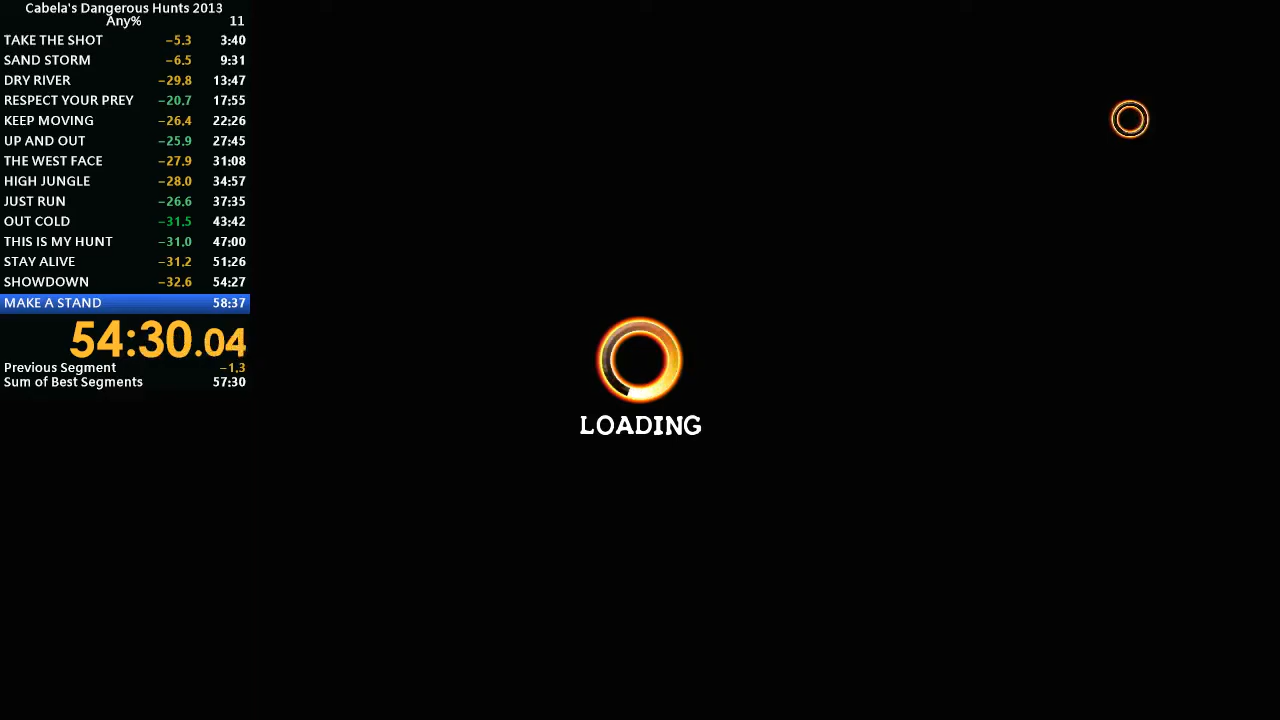 Cabela's Dangerous Hunts 2013
Any% 11
TAKE THE SHOT −5.3 3:40
SAND STORM −6.5 9:31
DRY RIVER −29.8 13:47
RESPECT YOUR PREY −20.7 17:55
KEEP MOVING −26.4 22:26
UP AND OUT −25.9 27:45
THE WEST FACE −27.9 31:08
HIGH JUNGLE −28.0 34:57
JUST RUN −26.6 37:35
OUT COLD −31.5 43:42
THIS IS MY HUNT −31.0 47:00
STAY ALIVE −31.2 51:26
SHOWDOWN −32.6 54:27
MAKE A STAND 58:37
54:30.04
Previous Segment −1.3
Sum of Best Segments 57:30
LOADING